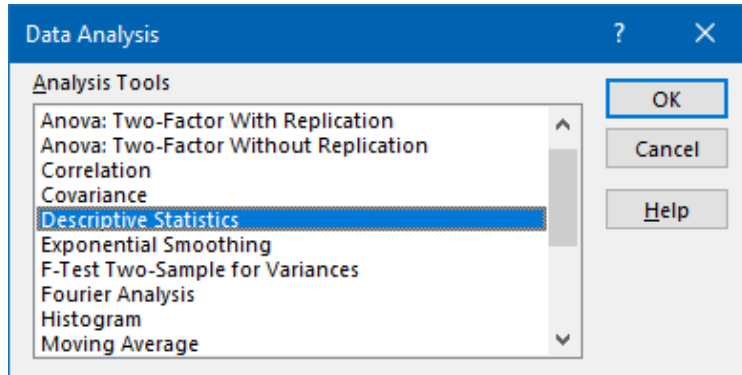 Data Analysis
?
Analysis Tools
Anova: Two-Factor With Replication
Anova: Two-Factor Without Replication
Correlation
Covariance
Descriptive Statistics
Exponential Smoothing
F-Test Two-Sample for Variances
Fourier Analysis
Histogram
Moving Average
OK
Cancel
Help